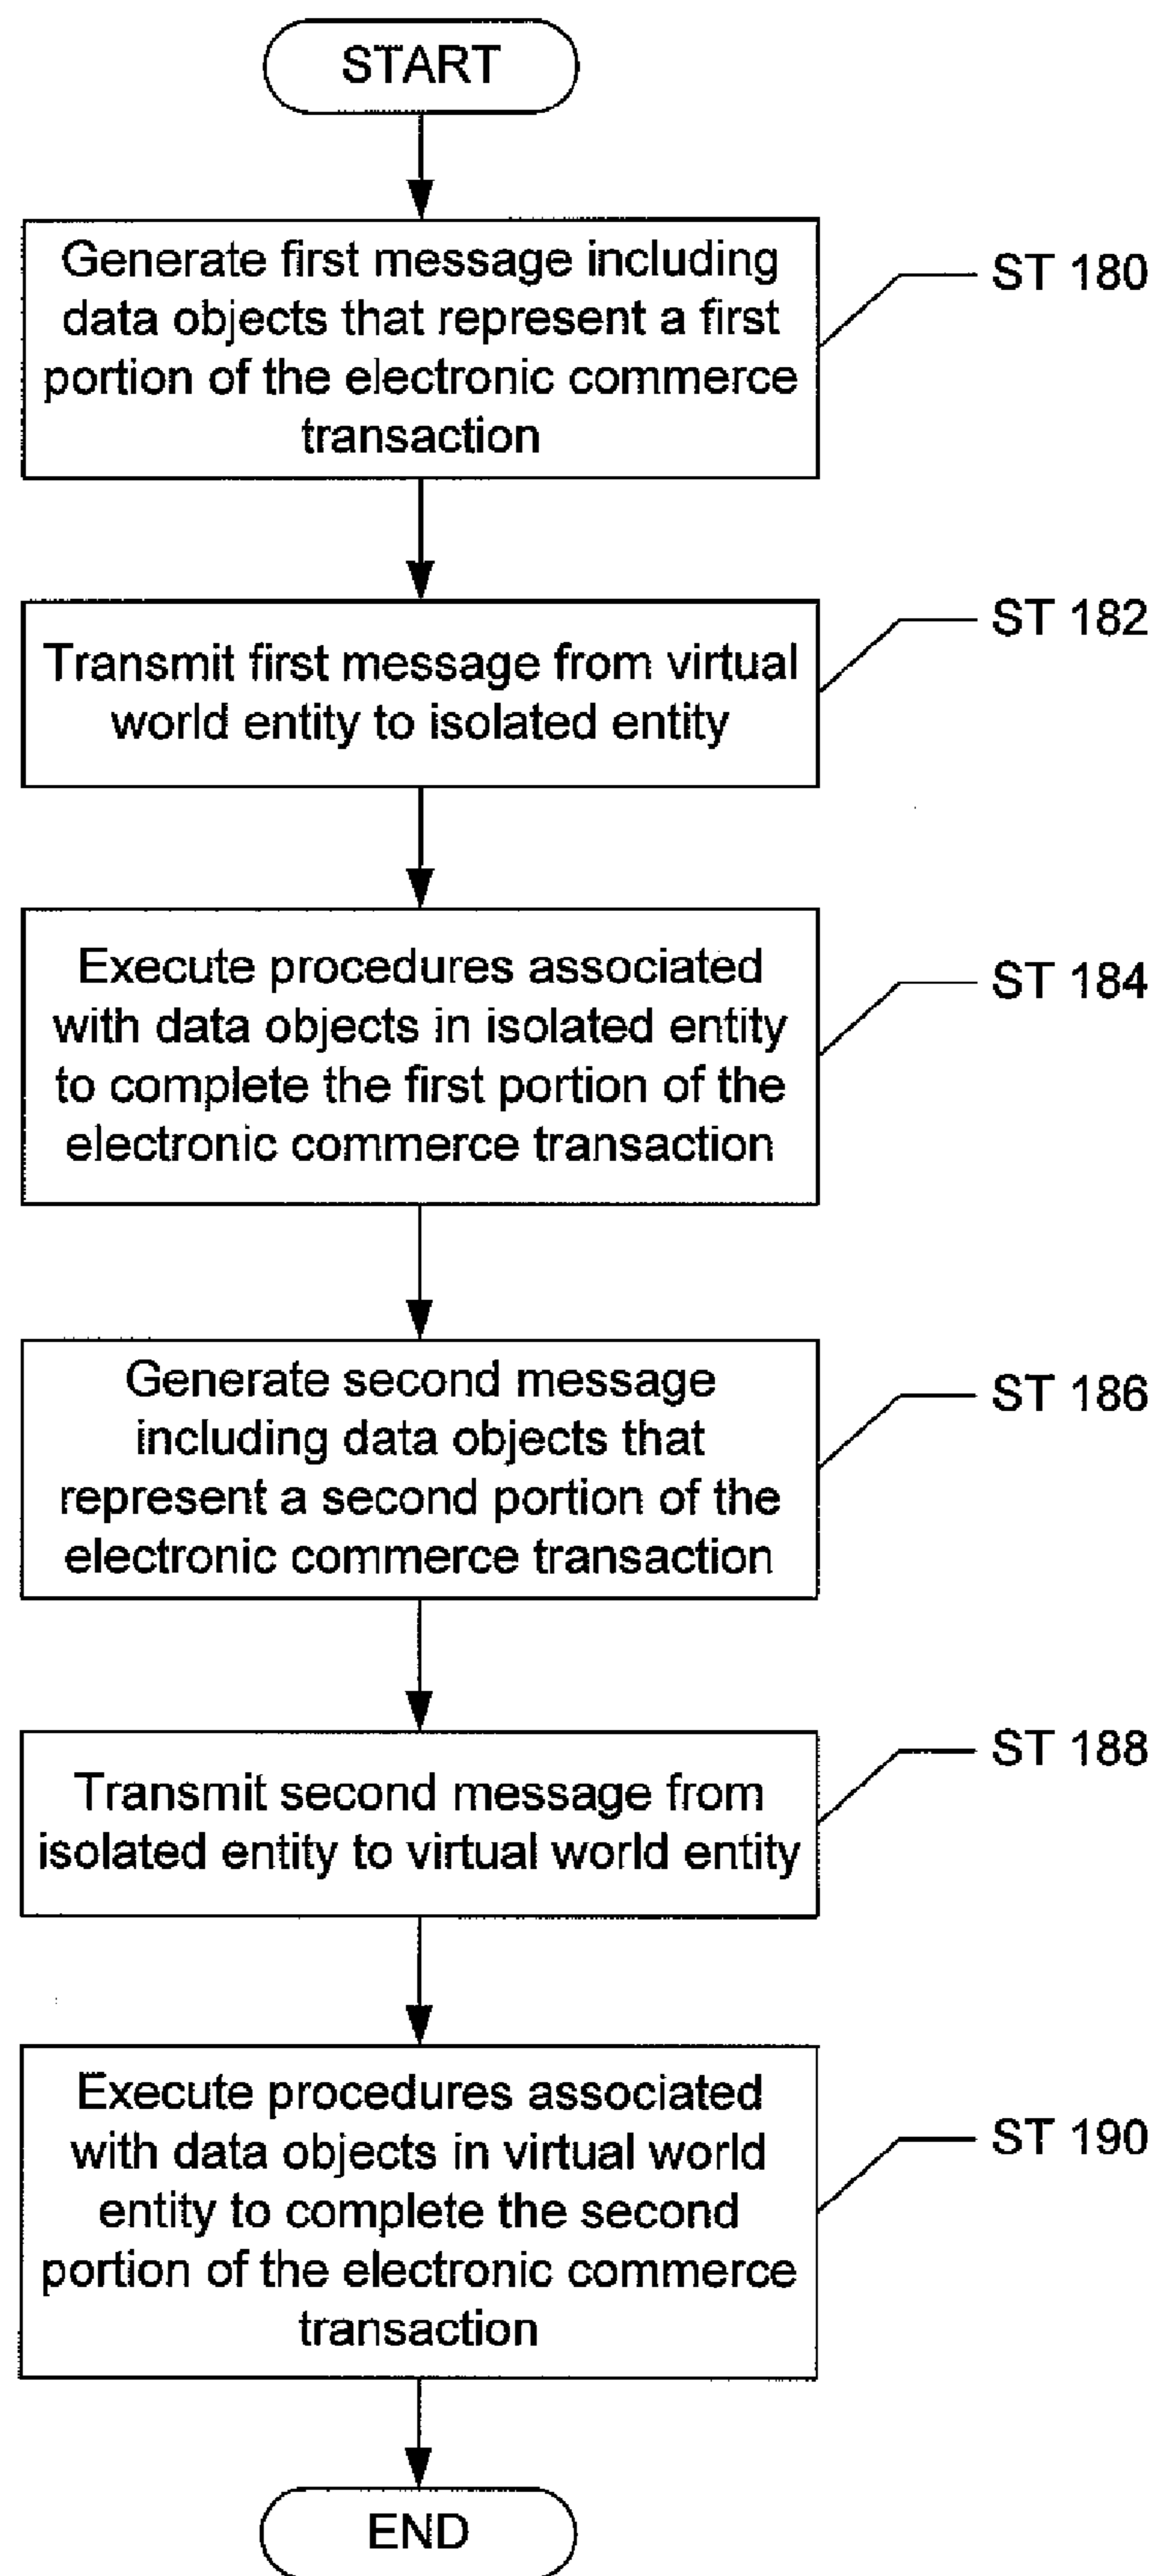 START
Generate first message including
data objects that represent a first
portion of the electronic commerce
transaction
ST 180
Transmit first message from virtual
world entity to isolated entity
ST 182
Execute procedures associated
with data objects in isolated entity
to complete the first portion of the
electronic commerce transaction
ST 184
Generate second message
including data objects that
represent a second portion of the
electronic commerce transaction
ST 186
Transmit second message from
isolated entity to virtual world entity
ST 188
Execute procedures associated
with data objects in virtual world
entity to complete the second
portion of the electronic commerce
transaction
ST 190
END